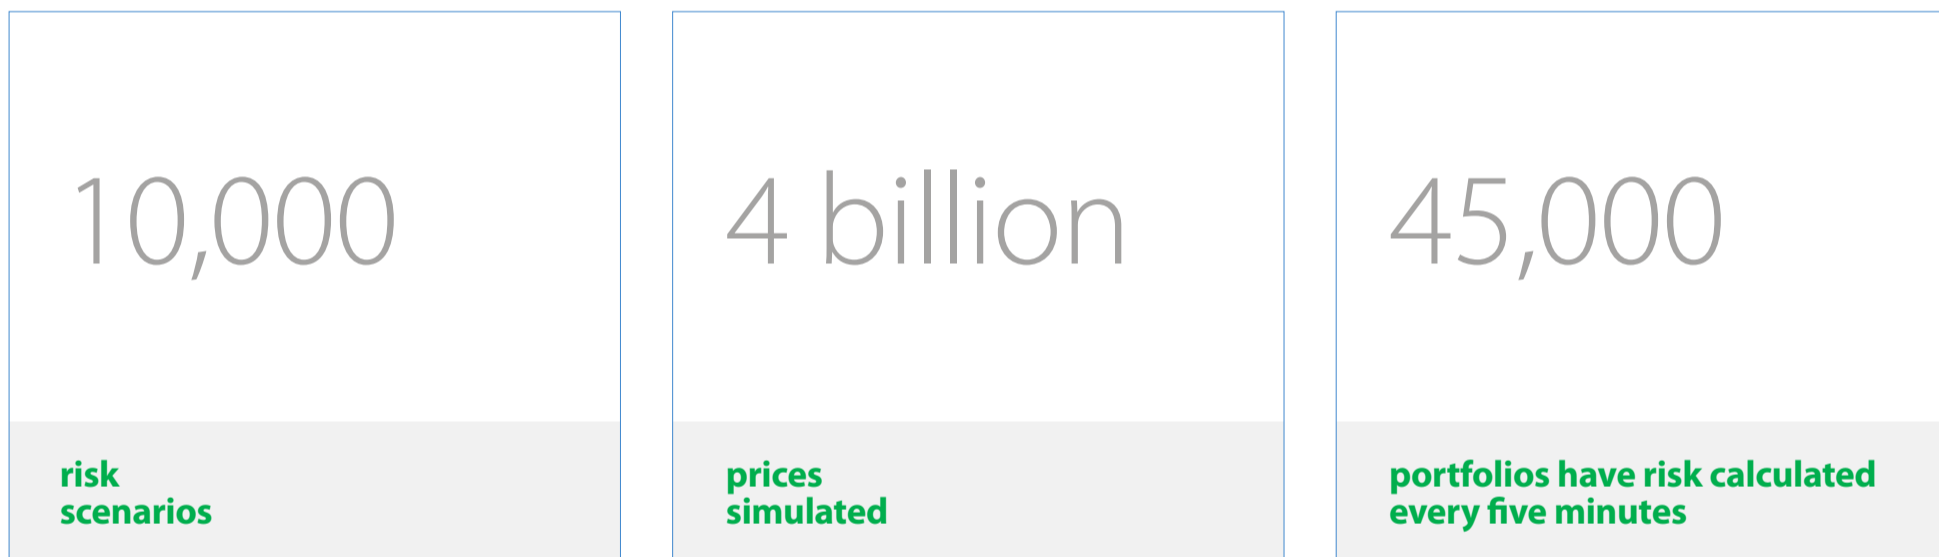 10,000
risk
scenarios
4 billion
prices
simulated
45,000
portfolios have risk calculated
every five minutes